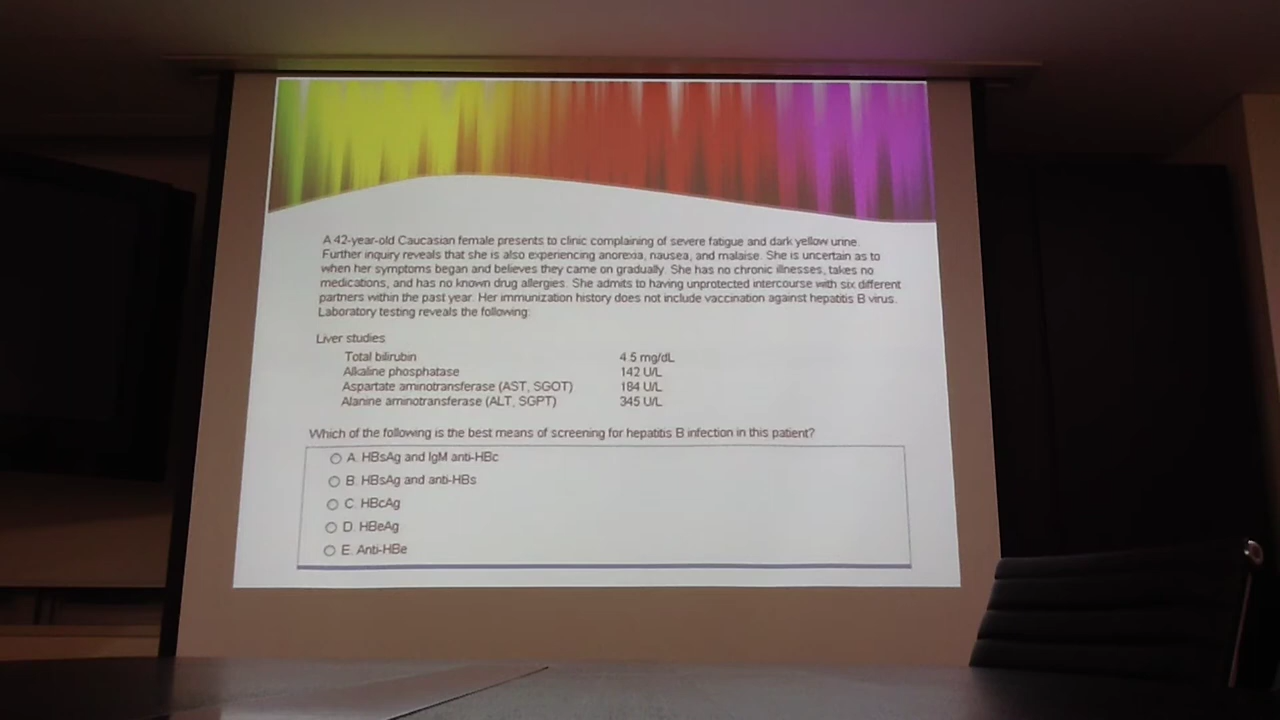 A 42-year-old Caucasian female presents to clinic complaining of severe fatigue and dark yellow urine.
Further inquiry reveals that she is also experiencing anorexia, nausea, and malaise. She is uncertain as to
when her symptoms began and believes they came on gradually. She has no chronic illnesses, takes no
medications, and has no known drug allergies. She admits to having unprotected intercourse with six different
partners within the past year. Her immunization history does not include vaccination against hepatitis B virus.
Laboratory testing reveals the following:
Liver studies
Total bilirubin 4.5 mg/dL
Alkaline phosphatase 142 U/L
Aspartate aminotransferase (AST, SGOT) 184 U/L
Alanine aminotransferase (ALT, SGPT) 345 U/L
Which of the following is the best means of screening for hepatitis B infection in this patient?
A. HBsAg and IgM anti-HBc
B. HBsAg and anti-HBs
C. HBcAg
D. HBeAg
E. Anti-HBe